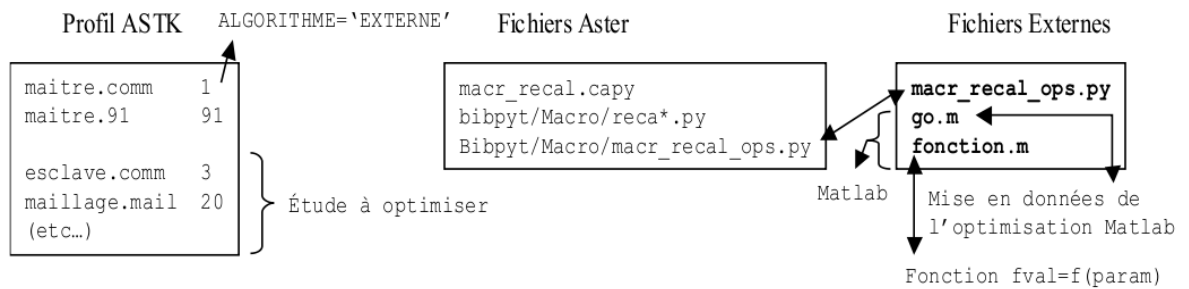 Profil ASTK
ALGORITHME=‘EXTERNE’
Fichiers Aster
Fichiers Externes
maitre.comm 1
maitre.91 91
esclave.comm 3
maillage.mail 20
(etc…)
Étude à optimiser
macr_recal.capy
bibpyt/Macro/reca*.py
Bibpyt/Macro/macr_recal_ops.py
macr_recal_ops.py
go.m
fonction.m
Matlab
Mise en données de
l’optimisation Matlab
Fonction fval=f(param)